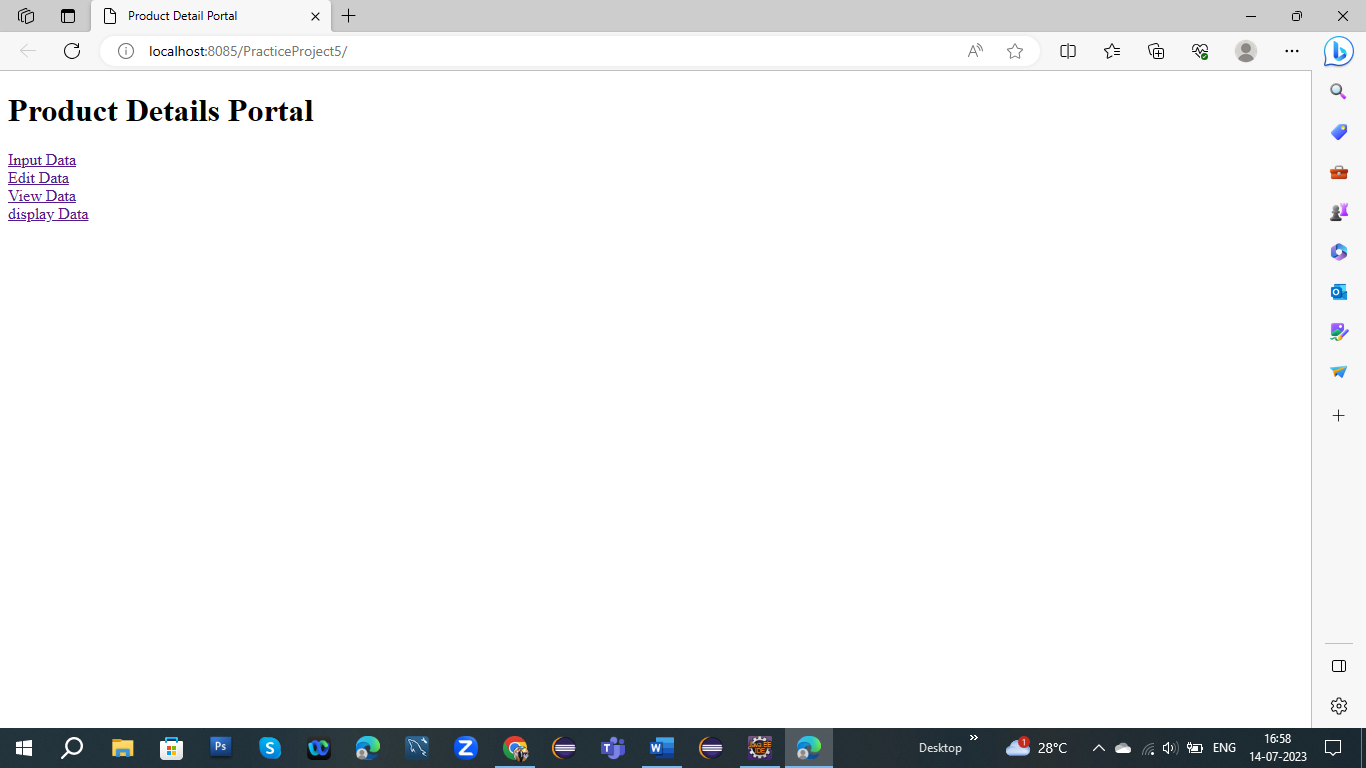 Product Detail Portal
localhost:8085/PracticeProject5/
Product Details Portal
Input Data
Edit Data
View Data
display Data
Desktop
1
28°C
ENG
16:58
14-07-2023